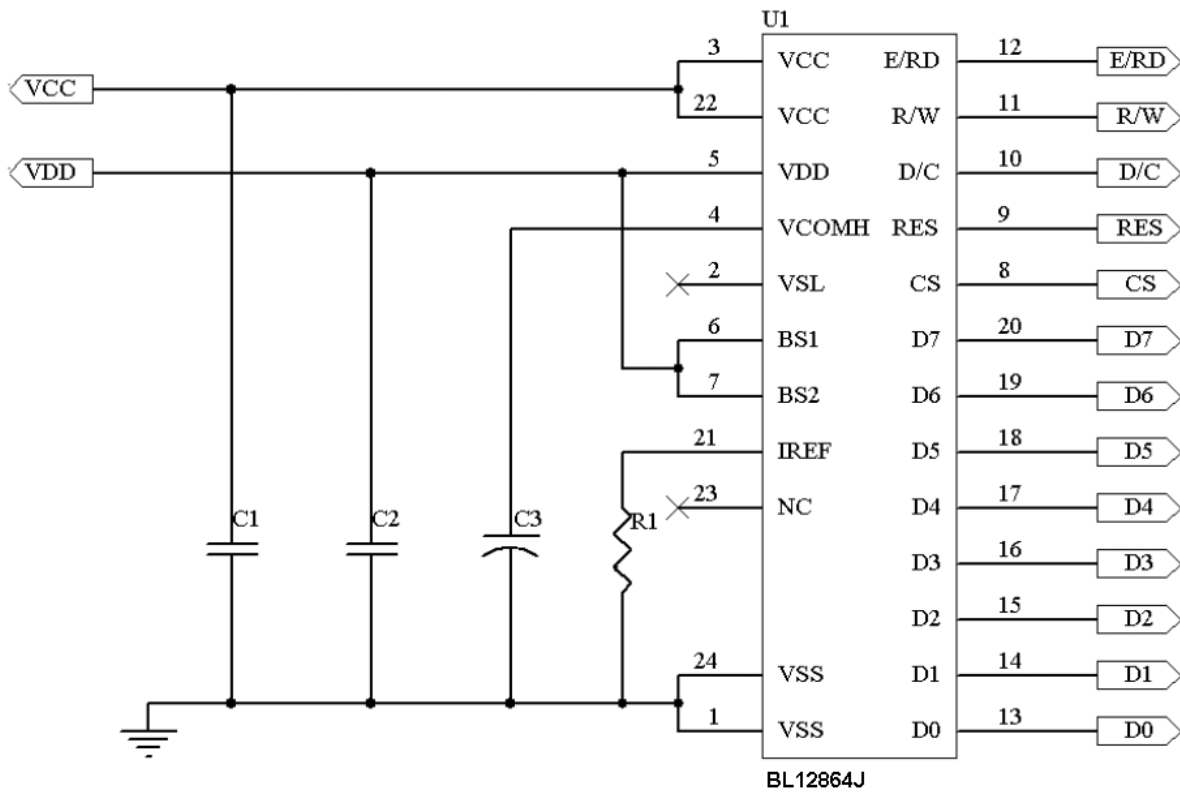 U1
3 VCC E/RD 12 E/RD
VCC
22 VCC R/W 11 R/W
VDD 5 VDD D/C 10 D/C
4 VCOMH RES 9 RES
2 VSL CS 8 CS
6 BS1 D7 20 D7
7 BS2 D6 19 D6
21 IREF D5 18 D5
23 NC D4 17 D4
C1 C2 C3 R1
D3 16 D3
D2 15 D2
24 VSS D1 14 D1
1 VSS D0 13 D0
BL12864J